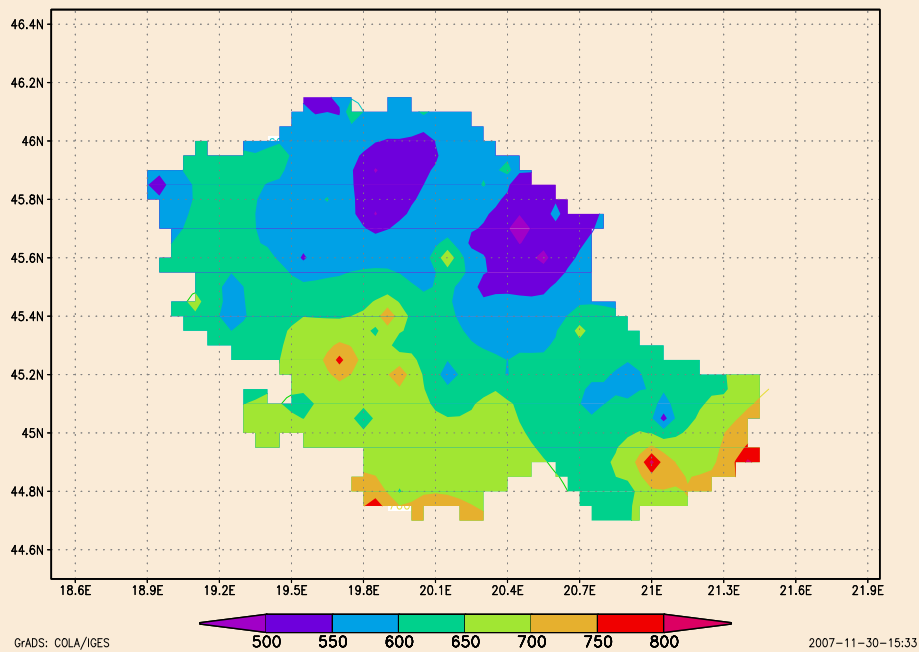 46.4N
46.2N
46N
45.8N
45.6N
45.4N
45.2N
45N
44.8N
44.6N
18.6E 18.9E 19.2E 19.5E 19.8E 20.1E 20.4E 20.7E 21E 21.3E 21.6E 21.9E
500 550 600 650 700 750 800
GrADS: COLA/IGES 2007-11-30-15:33